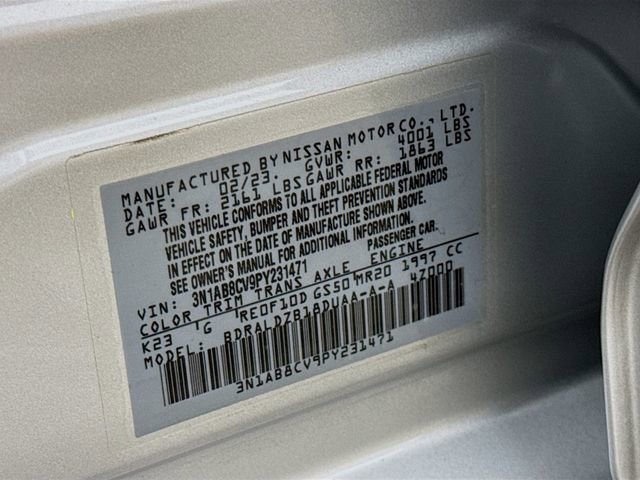 MANUFACTURED BY NISSAN MOTOR CO., LTD.
DATE: 02/23. GVWR: 4001 LBS
GAWR FR: 2161 LBS GAWR RR: 1863 LBS
THIS VEHICLE CONFORMS TO ALL APPLICABLE FEDERAL MOTOR
VEHICLE SAFETY, BUMPER AND THEFT PREVENTION STANDARDS
IN EFFECT ON THE DATE OF MANUFACTURE SHOWN ABOVE.
SEE OWNER'S MANUAL FOR ADDITIONAL INFORMATION.
VIN: 3N1AB8CV9PY231471 PASSENGER CAR.
COLOR TRIM TRANS AXLE ENGINE
K23 G RE0F10D GS50 MR20 1997 CC
MODEL: BDRALDZB18DUAA-A-A 47000
3N1AB8CV9PY231471